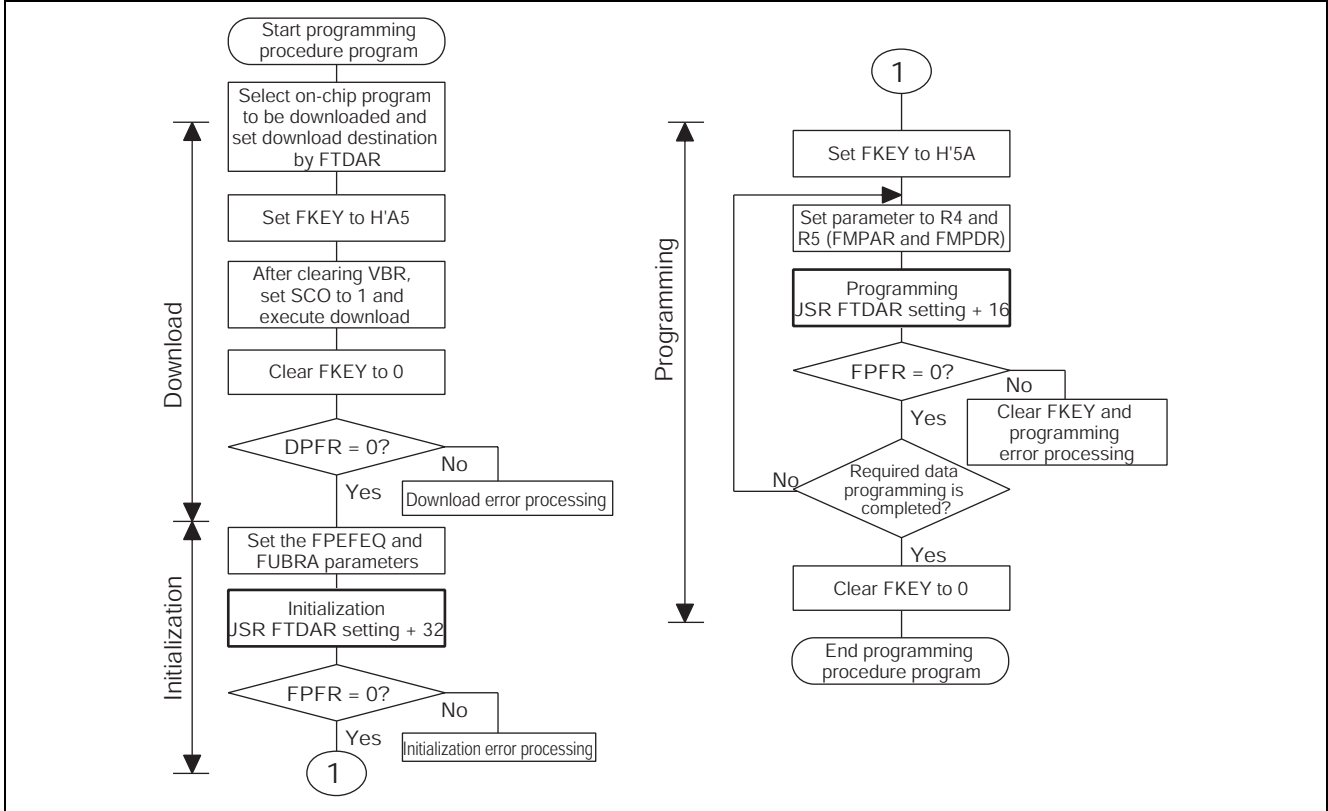 Start programming
procedure program
Select on-chip program
to be downloaded and
set download destination
by FTDAR
Set FKEY to H'A5
After clearing VBR,
set SCO to 1 and
execute download
Clear FKEY to 0
DPFR = 0?
No
Yes
Download error processing
Download
Set the FPEFEQ and
FUBRA parameters
Initialization
JSR FTDAR setting + 32
FPFR = 0?
No
Yes
Initialization error processing
Initialization
1
1
Set FKEY to H'5A
Set parameter to R4 and
R5 (FMPAR and FMPDR)
Programming
JSR FTDAR setting + 16
FPFR = 0?
No
Yes
Clear FKEY and
programming
error processing
Required data
programming is
completed?
No
Yes
Clear FKEY to 0
Programming
End programming
procedure program